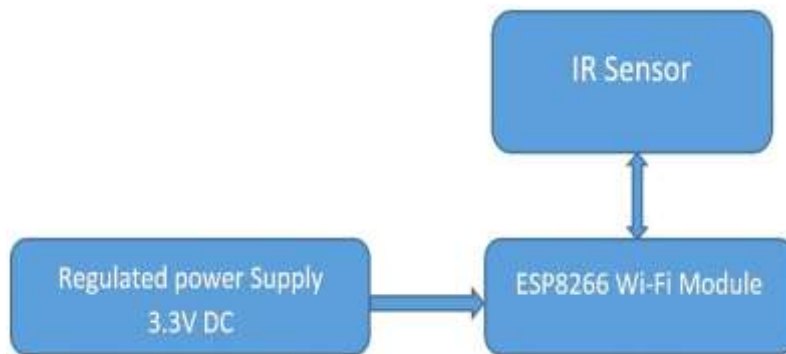 IR Sensor
Regulated power Supply
3.3V DC
ESP8266 Wi-Fi Module